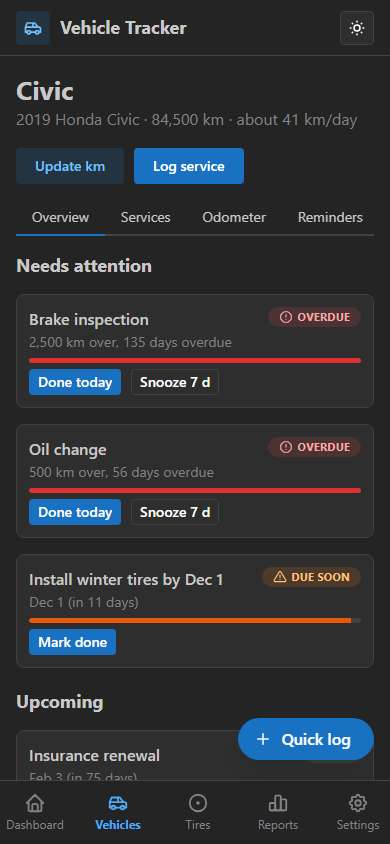 Vehicle Tracker
Civic
2019 Honda Civic · 84,500 km · about 41 km/day
Update km
Log service
Overview
Services
Odometer
Reminders
Needs attention
Brake inspection
OVERDUE
2,500 km over, 135 days overdue
Done today
Snooze 7 d
Oil change
OVERDUE
500 km over, 56 days overdue
Done today
Snooze 7 d
Install winter tires by Dec 1
DUE SOON
Dec 1 (in 11 days)
Mark done
Upcoming
Insurance renewal
Feb 3 (in 75 days)
Quick log
Dashboard
Vehicles
Tires
Reports
Settings